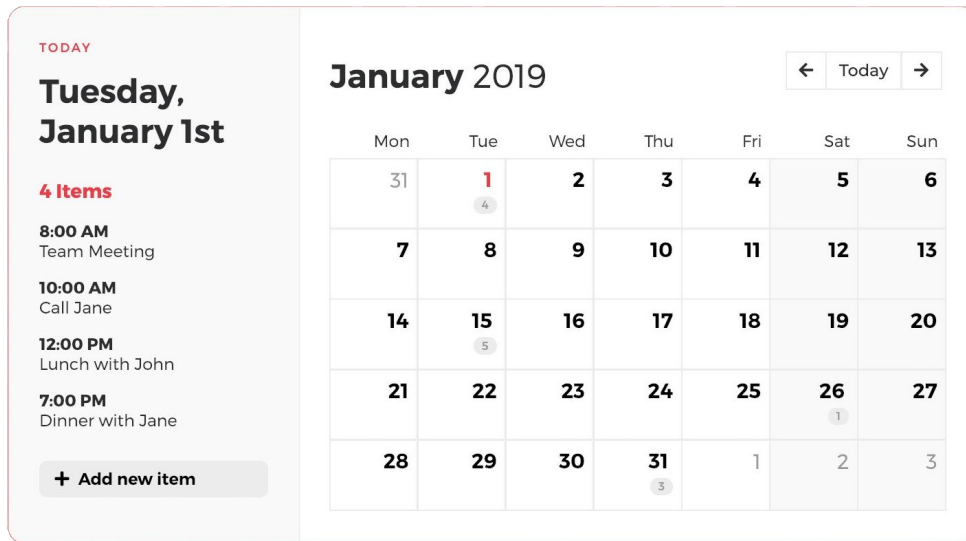 TODAY
Tuesday,
January 1st
4 Items
8:00 AM
Team Meeting
10:00 AM
Call Jane
12:00 PM
Lunch with John
7:00 PM
Dinner with Jane
+ Add new item
January 2019
← Today →
Mon Tue Wed Thu Fri Sat Sun
31 1 2 3 4 5 6
4
7 8 9 10 11 12 13
14 15 16 17 18 19 20
5
21 22 23 24 25 26 27
1
28 29 30 31 1 2 3
3